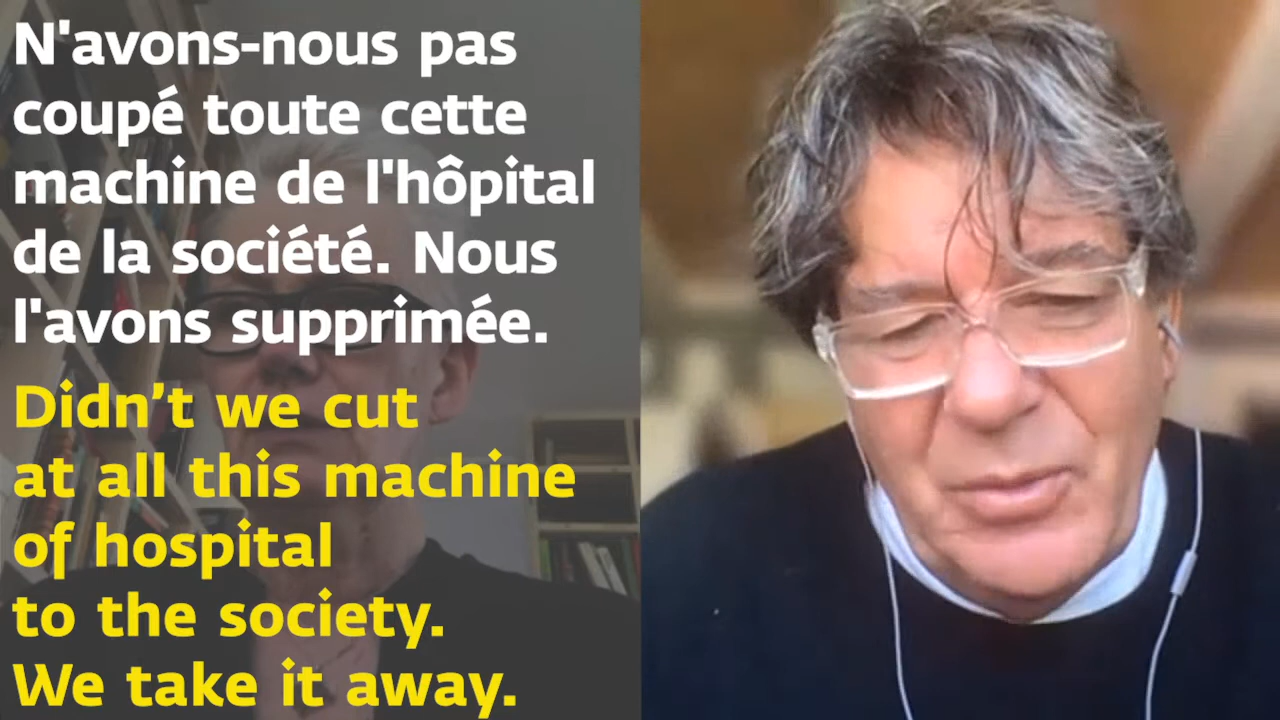 N'avons-nous pas
coupé toute cette
machine de l'hôpital
de la société. Nous
l'avons supprimée.
Didn’t we cut
at all this machine
of hospital
to the society.
We take it away.